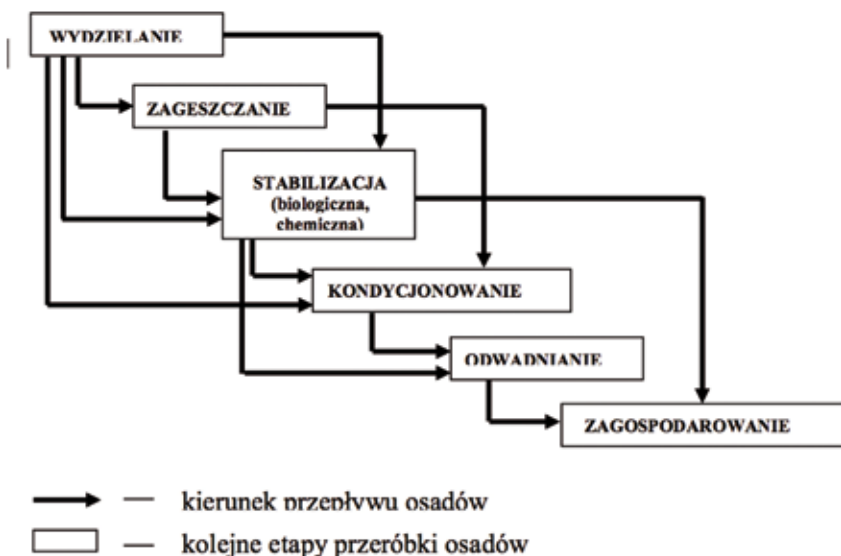 WYDZIELANIE
ZAGESZCZANIE
STABILIZACJA
(biologiczna,
chemiczna)
KONDYCJONOWANIE
ODWADNIANIE
ZAGOSPODAROWANIE
— kierunek przepływu osadów
— kolejne etapy przeróbki osadów